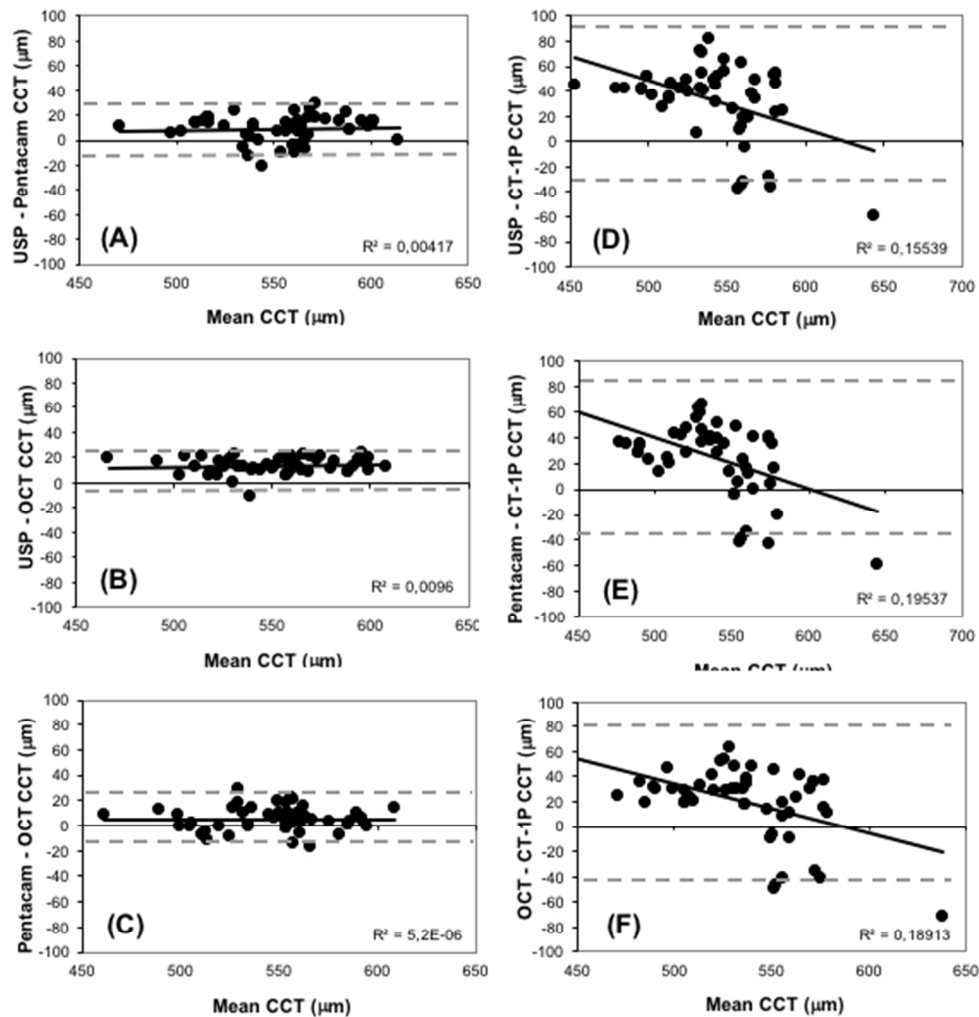 USP - Pentacam CCT (µm)
100
80
60
40
20
0
-20
-40
-60
-80
-100
(A)
R² = 0,00417
450 500 550 600 650
Mean CCT (µm)
USP - CT-1P CCT (µm)
100
80
60
40
20
0
-20
-40
-60
-80
-100
(D)
R² = 0,15539
450 500 550 600 650 700
Mean CCT (µm)
USP - OCT CCT (µm)
100
80
60
40
20
0
-20
-40
-60
-80
-100
(B)
R² = 0,0096
450 500 550 600 650
Mean CCT (µm)
Pentacam - CT-1P CCT (µm)
100
80
60
40
20
0
-20
-40
-60
-80
-100
(E)
R² = 0,19537
450 500 550 600 650 700
Mean CCT (µm)
Pentacam - OCT CCT (µm)
100
80
60
40
20
0
-20
-40
-60
-80
-100
(C)
R² = 5,2E-06
450 500 550 600 650
Mean CCT (µm)
OCT - CT-1P CCT (µm)
100
80
60
40
20
0
-20
-40
-60
-80
-100
(F)
R² = 0,18913
450 500 550 600 650
Mean CCT (µm)